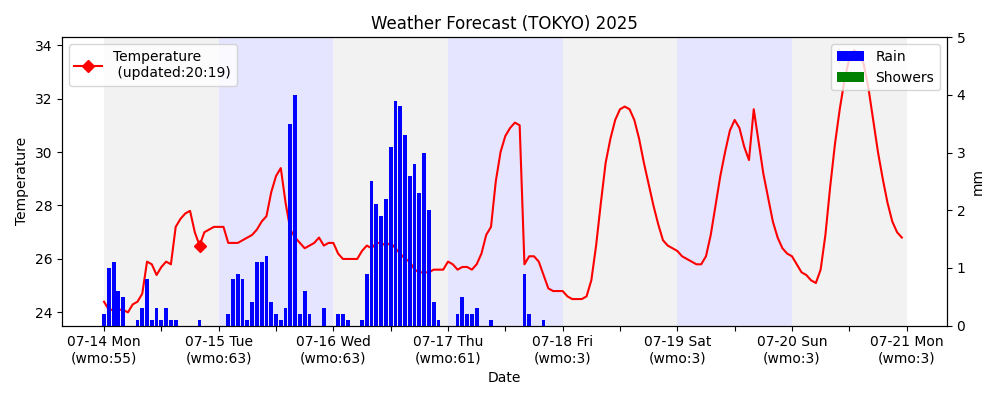 Weather Forecast (TOKYO) 2025
Temperature
(updated:20:19)
Rain
Showers
34
32
30
28
26
24
Temperature
5
4
3
2
1
0
mm
07-14 Mon
(wmo:55)
07-15 Tue
(wmo:63)
07-16 Wed
(wmo:63)
07-17 Thu
(wmo:61)
07-18 Fri
(wmo:3)
07-19 Sat
(wmo:3)
07-20 Sun
(wmo:3)
07-21 Mon
(wmo:3)
Date